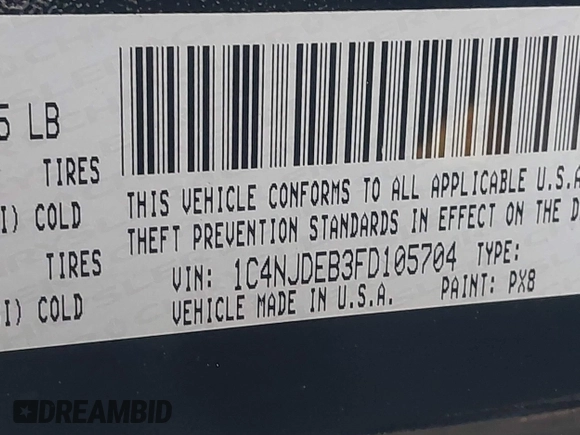 5 LB
TIRES
I) COLD
TIRES
I) COLD
THIS VEHICLE CONFORMS TO ALL APPLICABLE U.S.A
THEFT PREVENTION STANDARDS IN EFFECT ON THE D
VIN: 1C4NJDEB3FD105704 TYPE:
VEHICLE MADE IN U.S.A. PAINT: PX8
DREAMBID